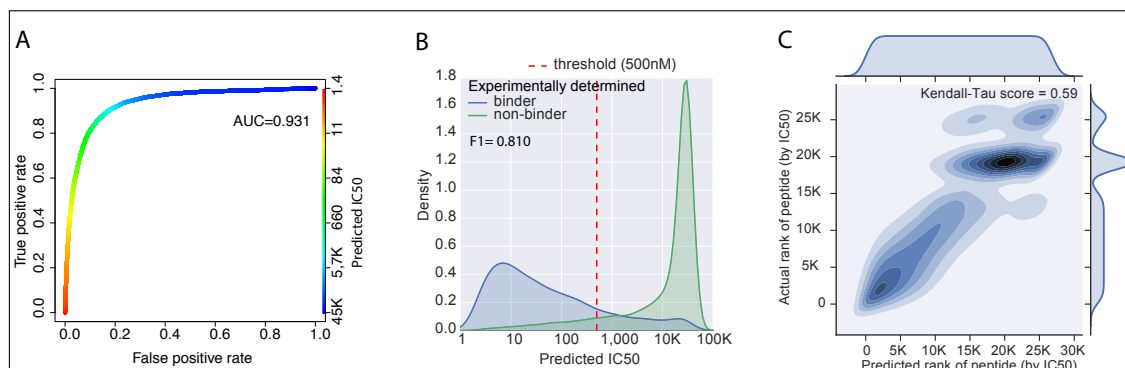 A
True positive rate
1.0
0.8
0.6
0.4
0.2
0.0
AUC=0.931
0.0 0.2 0.4 0.6 0.8 1.0
False positive rate
1.4
11
84
660
5,7K
45K
Predicted IC50
B
threshold (500nM)
Experimentally determined
binder
non-binder
F1= 0.810
Density
1.8
1.6
1.4
1.2
1.0
0.8
0.6
0.4
0.2
0.0
1 10 100 1,000 10K 100K
Predicted IC50
C
Kendall-Tau score = 0.59
Actual rank of peptide (by IC50)
25K
20K
15K
10K
5K
0
0 5K 10K 15K 20K 25K 30K
Predicted rank of peptide (by IC50)